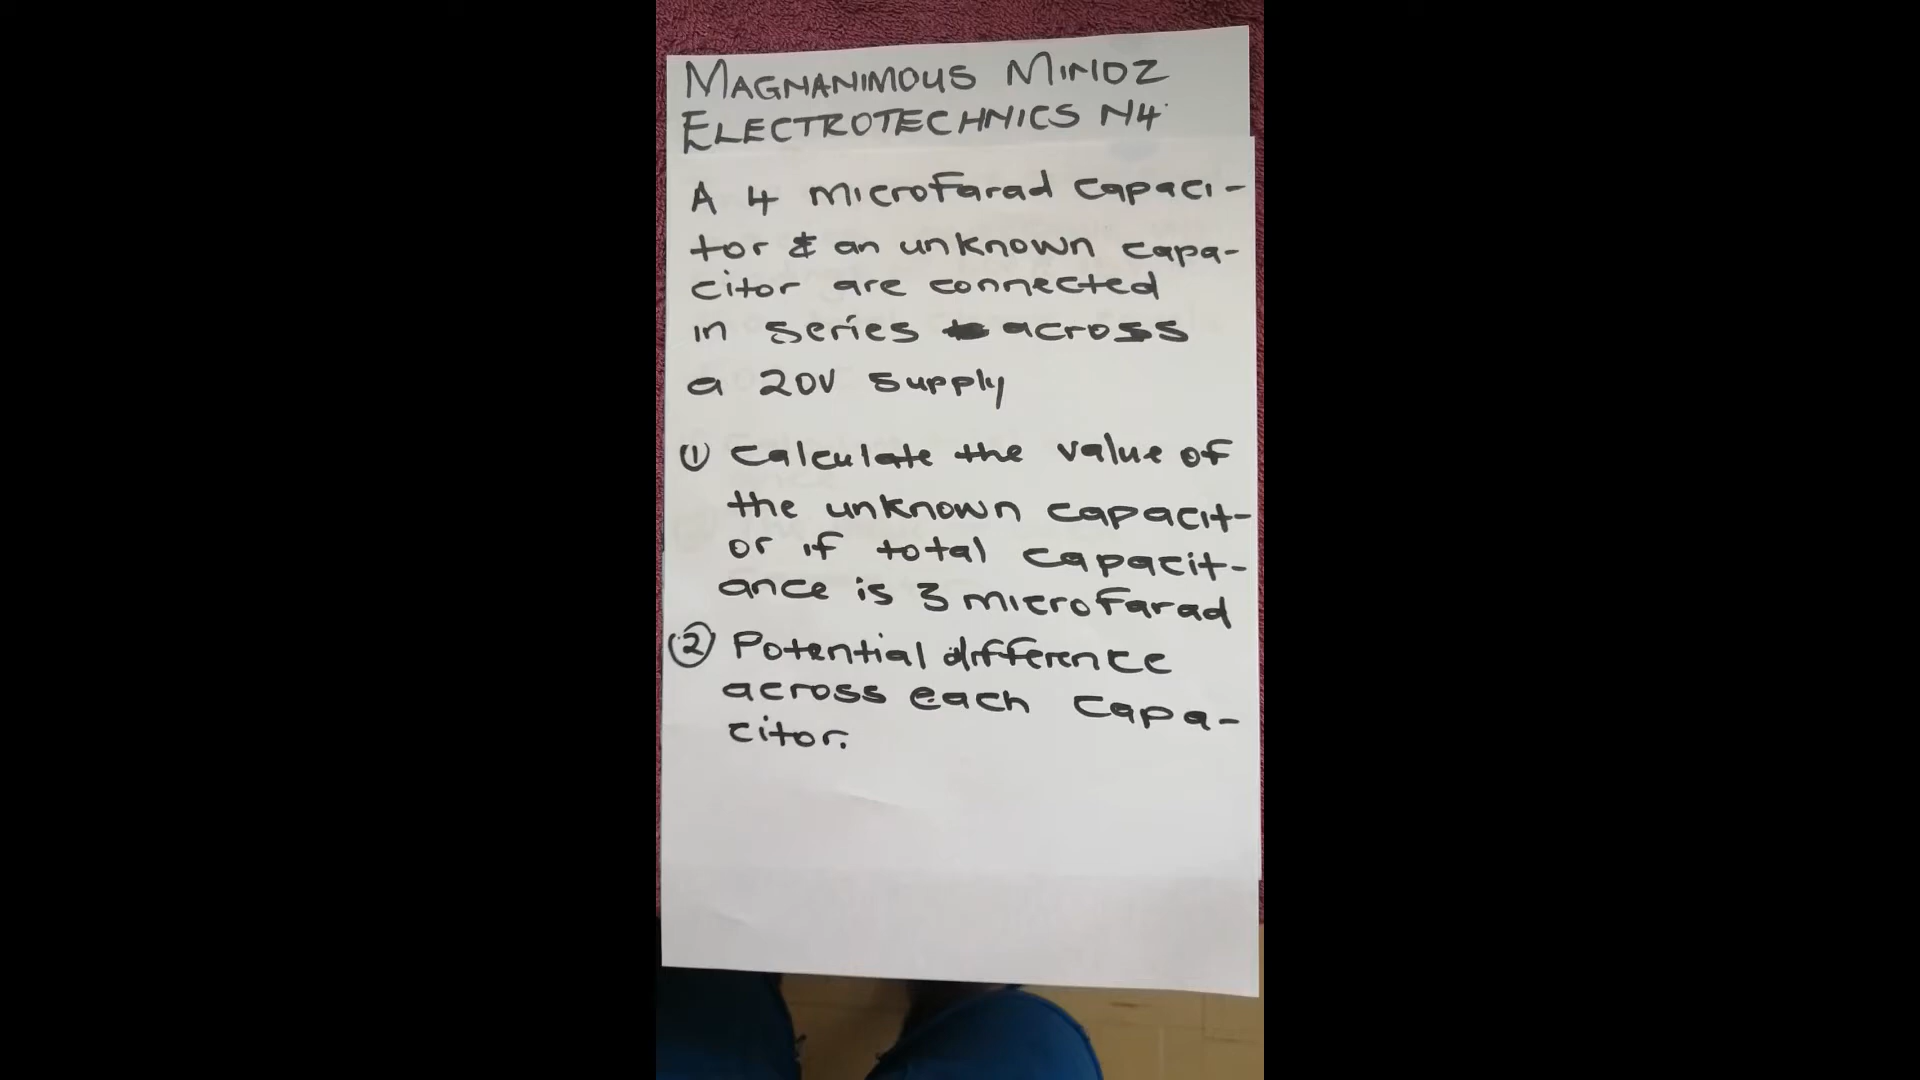 MAGNANIMOUS MINDZ
ELECTROTECHNICS N4
A 4 microfarad capaci-
tor & an unknown capa-
citor are connected
in series across
a 20V supply
① Calculate the value of
the unknown capacit-
or if total capacit-
ance is 3 microfarad
② Potential difference
across each capa-
citor.